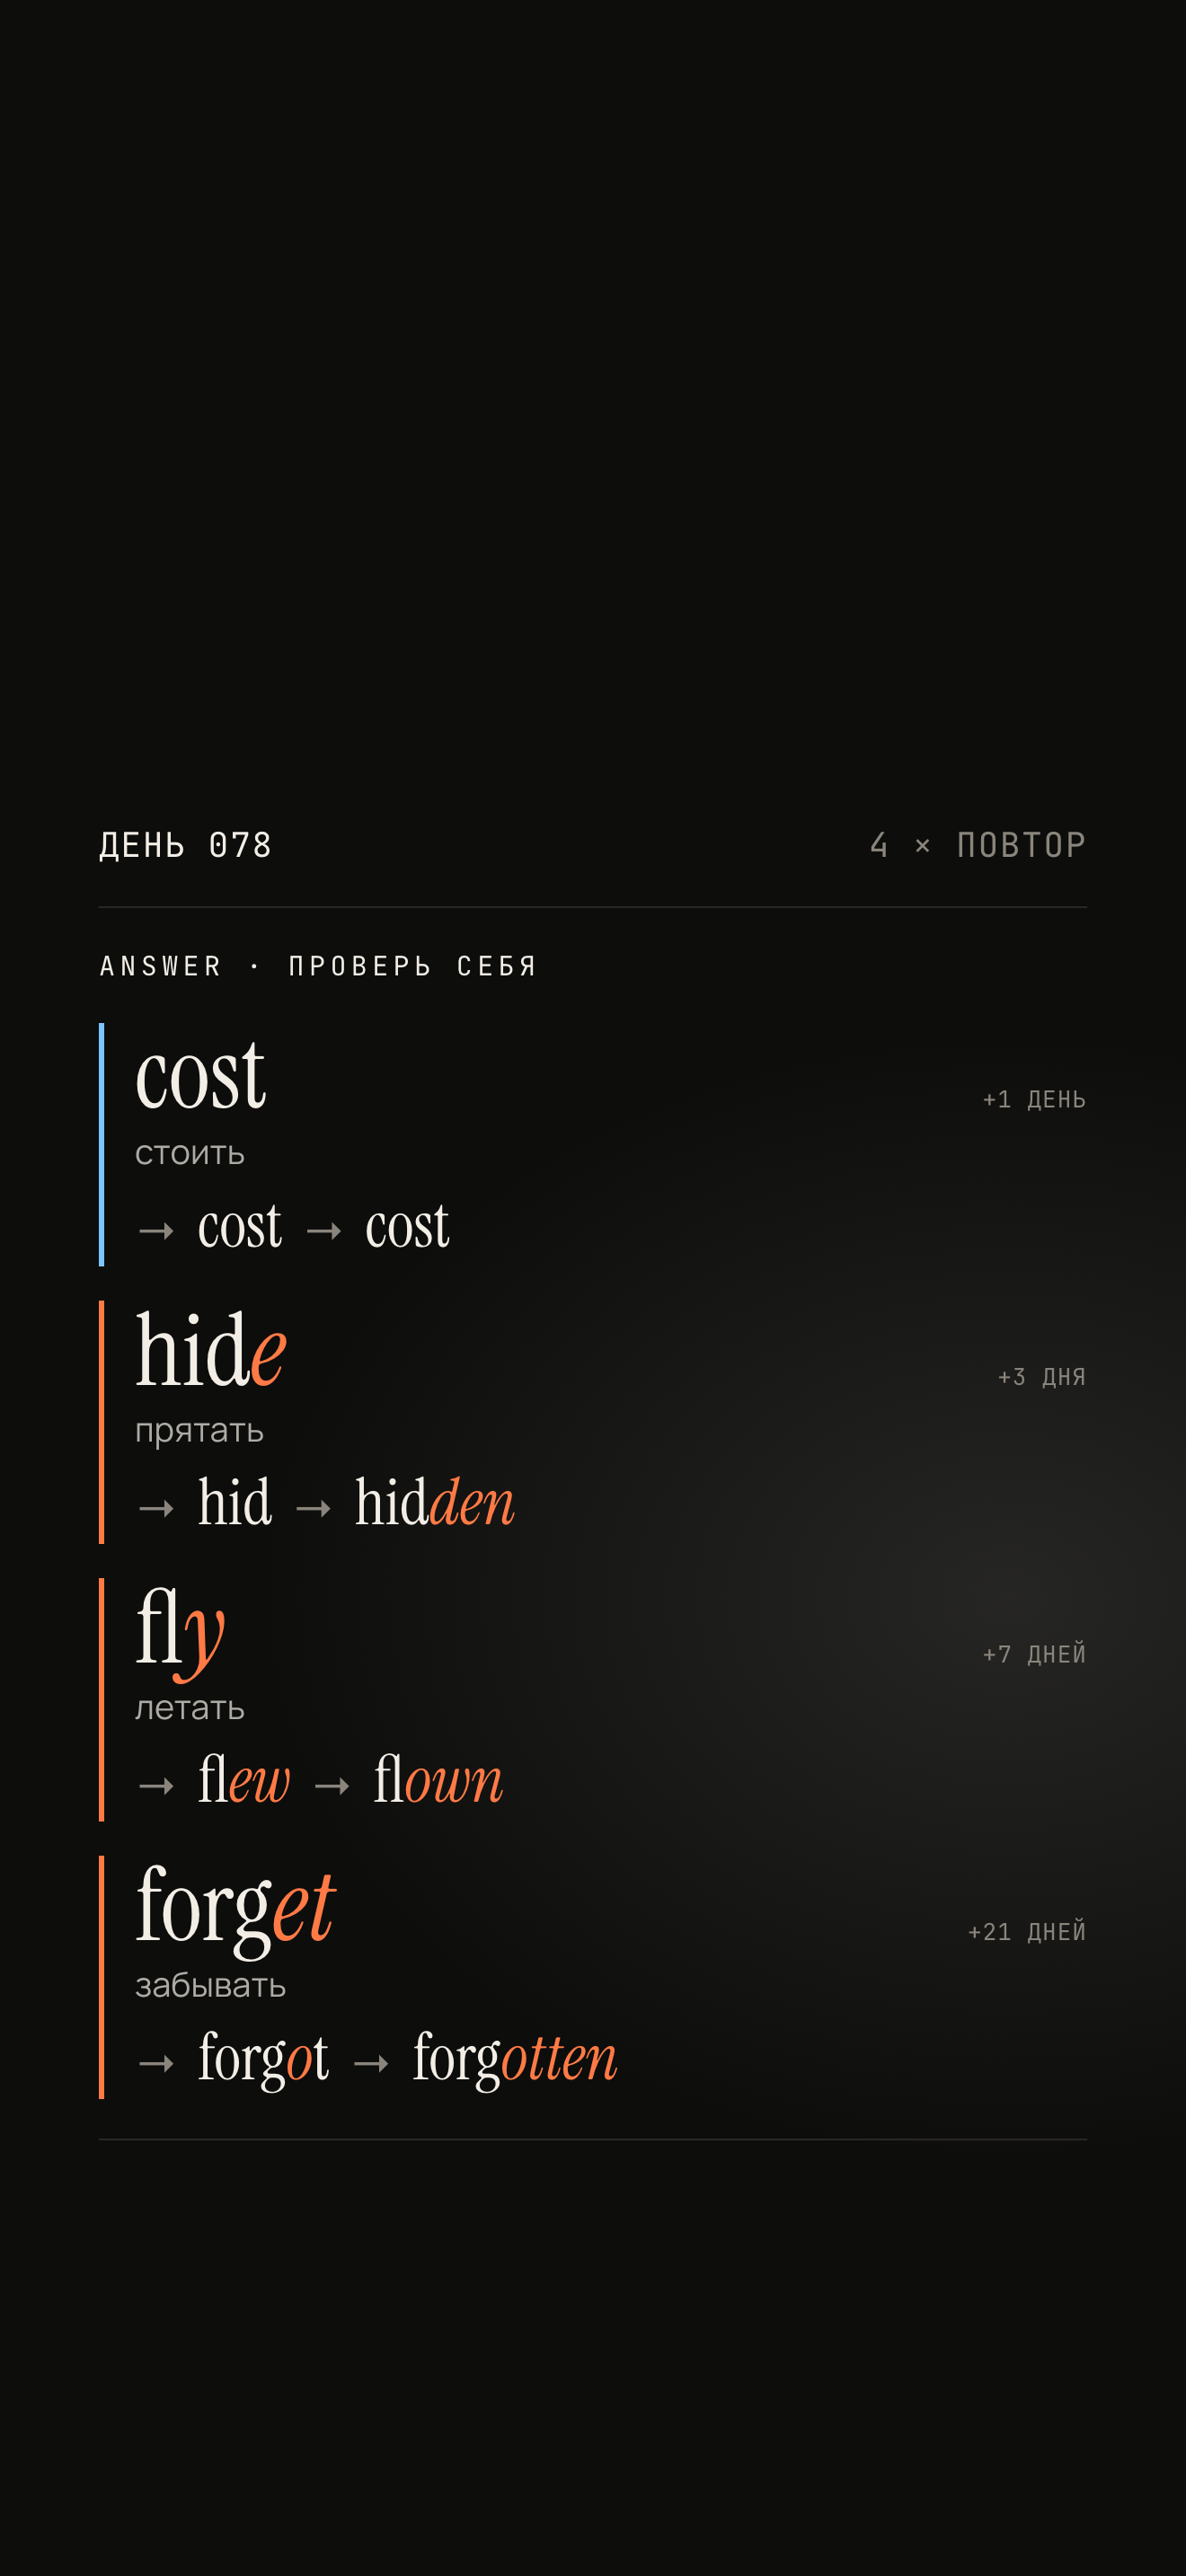 ДЕНЬ 078
4 × ПОВТОР
ANSWER · ПРОВЕРЬ СЕБЯ
cost
+1 ДЕНЬ
стоить
→ cost → cost
hide
+3 ДНЯ
прятать
→ hid → hidden
fly
+7 ДНЕЙ
летать
→ flew → flown
forget
+21 ДНЕЙ
забывать
→ forgot → forgotten